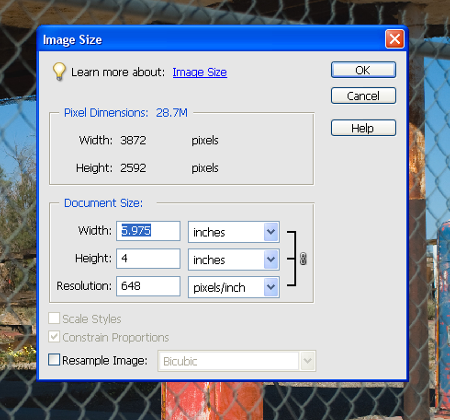 Image Size
Learn more about: Image Size
OK
Cancel
Help
Pixel Dimensions: 28.7M
Width: 3872 pixels
Height: 2592 pixels
Document Size:
Width: 5.975 inches
Height: 4 inches
Resolution: 648 pixels/inch
Scale Styles
Constrain Proportions
Resample Image: Bicubic